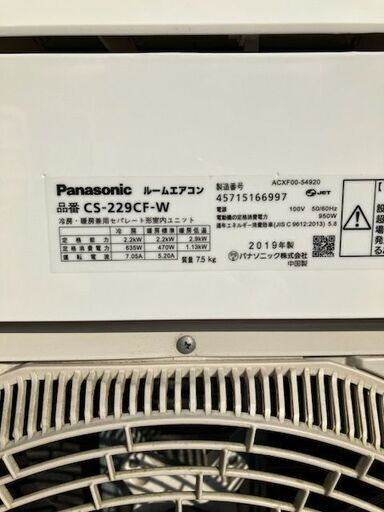 Panasonic ルームエアコン
品番 CS-229CF-W
冷房・暖房兼用セパレート形室内ユニット
冷 房 暖房標準 暖房低温
定 格 能 力 2.2kW 2.2kW 2.9kW
定格消費電力 635W 470W 1.13kW
運 転 電 流 7.05A 5.20A
質量 7.5 kg
ACXF00-54920
製造番号
45715166997
JET
電源 100V 50/60Hz
電動機の定格消費電力 950W
通年エネルギー消費効率(JIS C 9612:2013) 5.8
2019年製
パナソニック株式会社
中国製